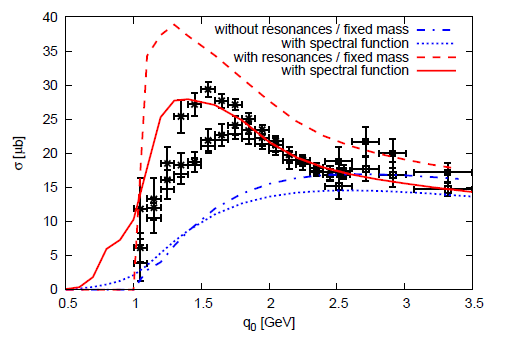 without resonances / fixed mass
with spectral function
with resonances / fixed mass
with spectral function
40
35
30
25
20
15
10
5
0
σ [μb]
0.5 1 1.5 2 2.5 3 3.5
q0 [GeV]